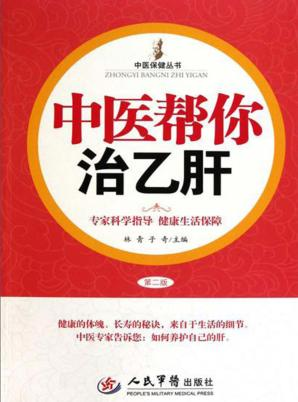 中医保健丛书
ZHONGYI BANGNI ZHI YIGAN
中医帮你
治乙肝
专家科学指导 健康生活保障
林 青 于 奇/主编
第二版
健康的体魄、长寿的秘诀，来自于生活的细节。
中医专家告诉您：如何养护自己的肝。
人民军医出版社
PEOPLE'S MILITARY MEDICAL PRESS